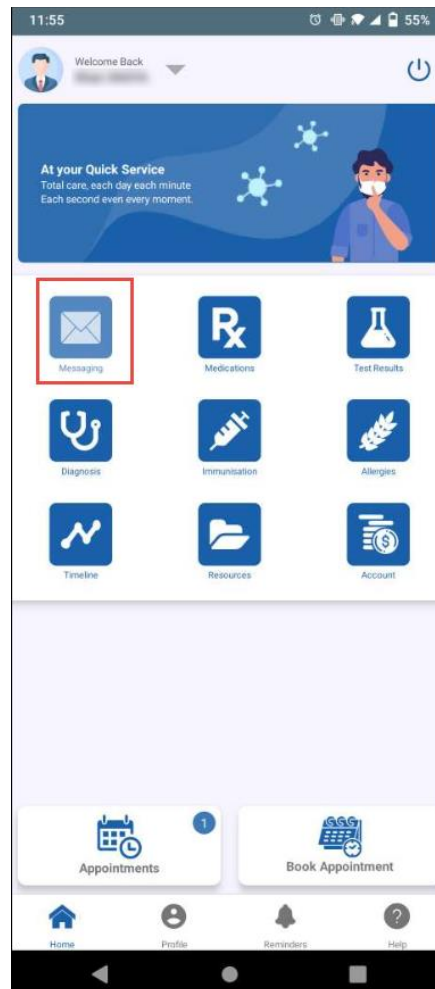 11:55
55%
Welcome Back
At your Quick Service
Total care, each day each minute
Each second even every moment.
Messaging
Medications
Test Results
Diagnosis
Immunisation
Allergies
Timeline
Resources
Account
1
Appointments
Book Appointment
Home
Profile
Reminders
Help